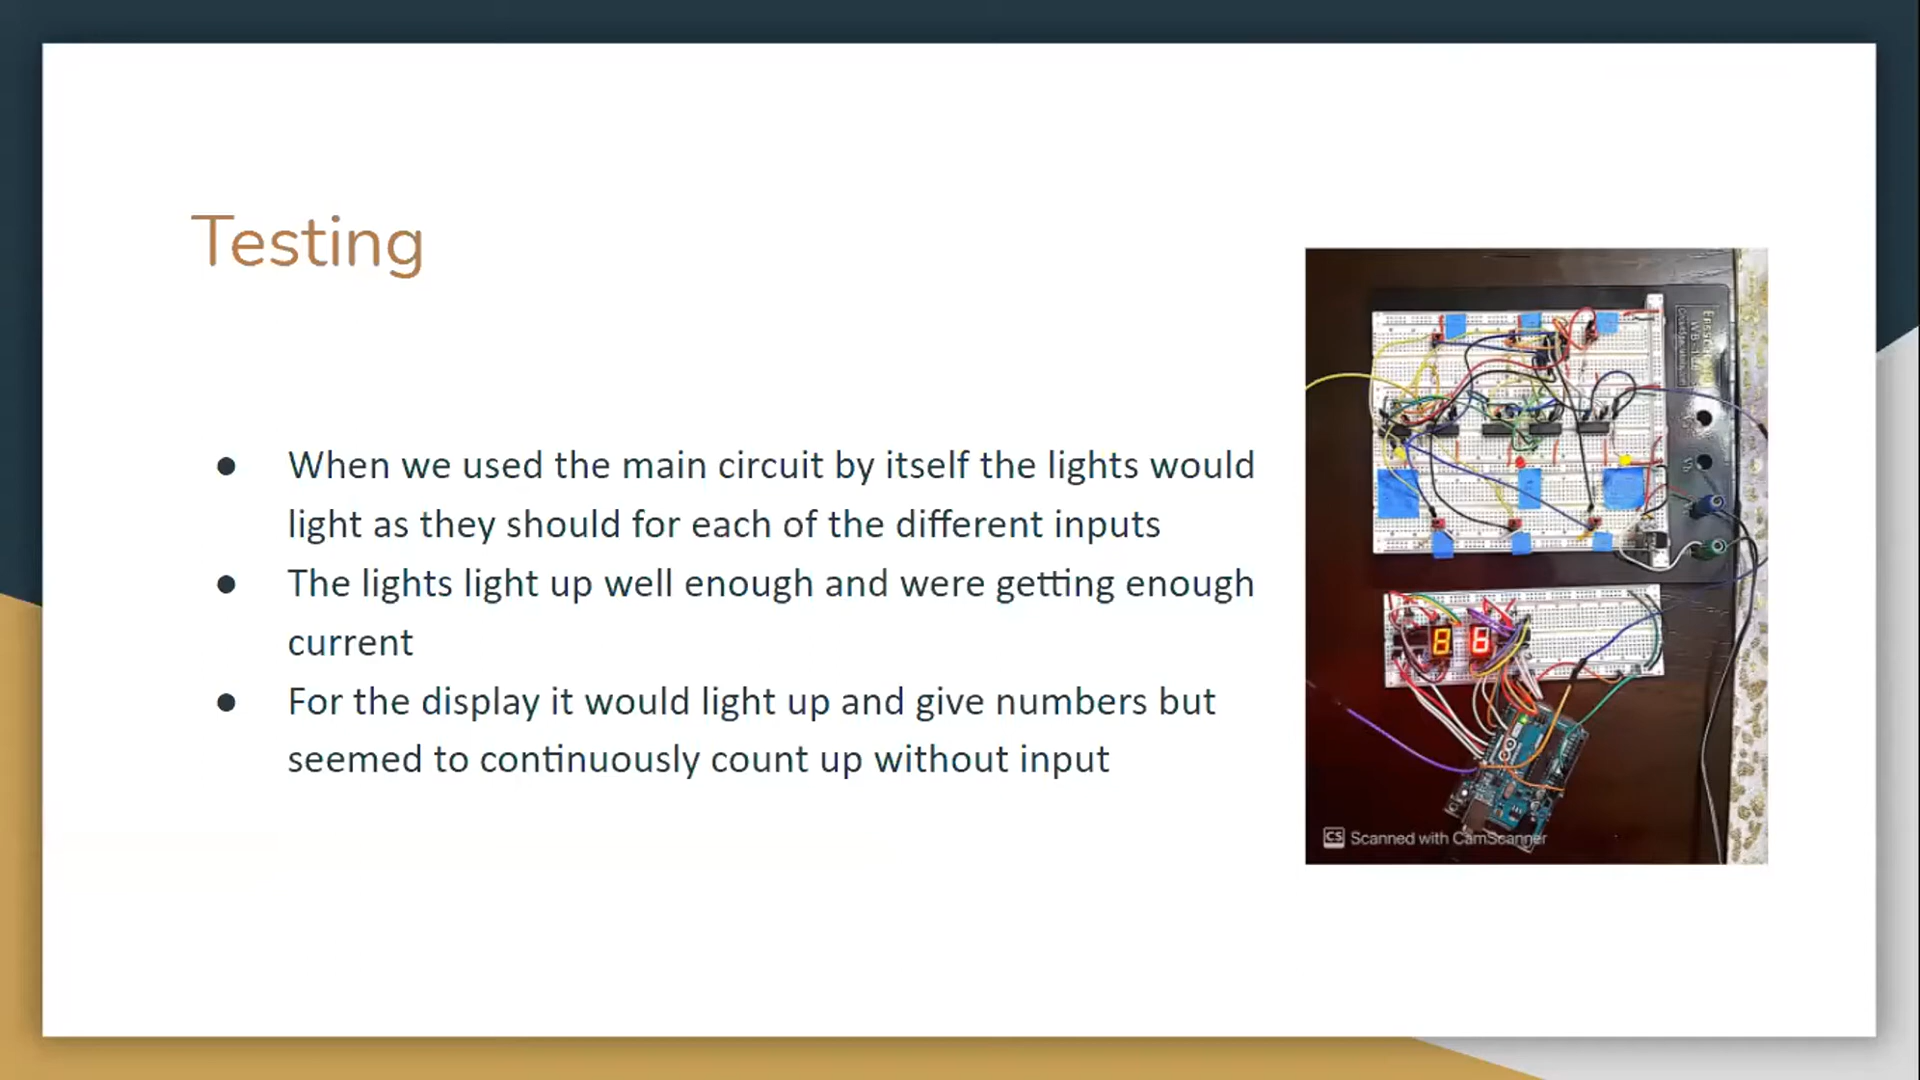 Testing
● When we used the main circuit by itself the lights would
light as they should for each of the different inputs
● The lights light up well enough and were getting enough
current
● For the display it would light up and give numbers but
seemed to continuously count up without input
CS Scanned with CamScanner